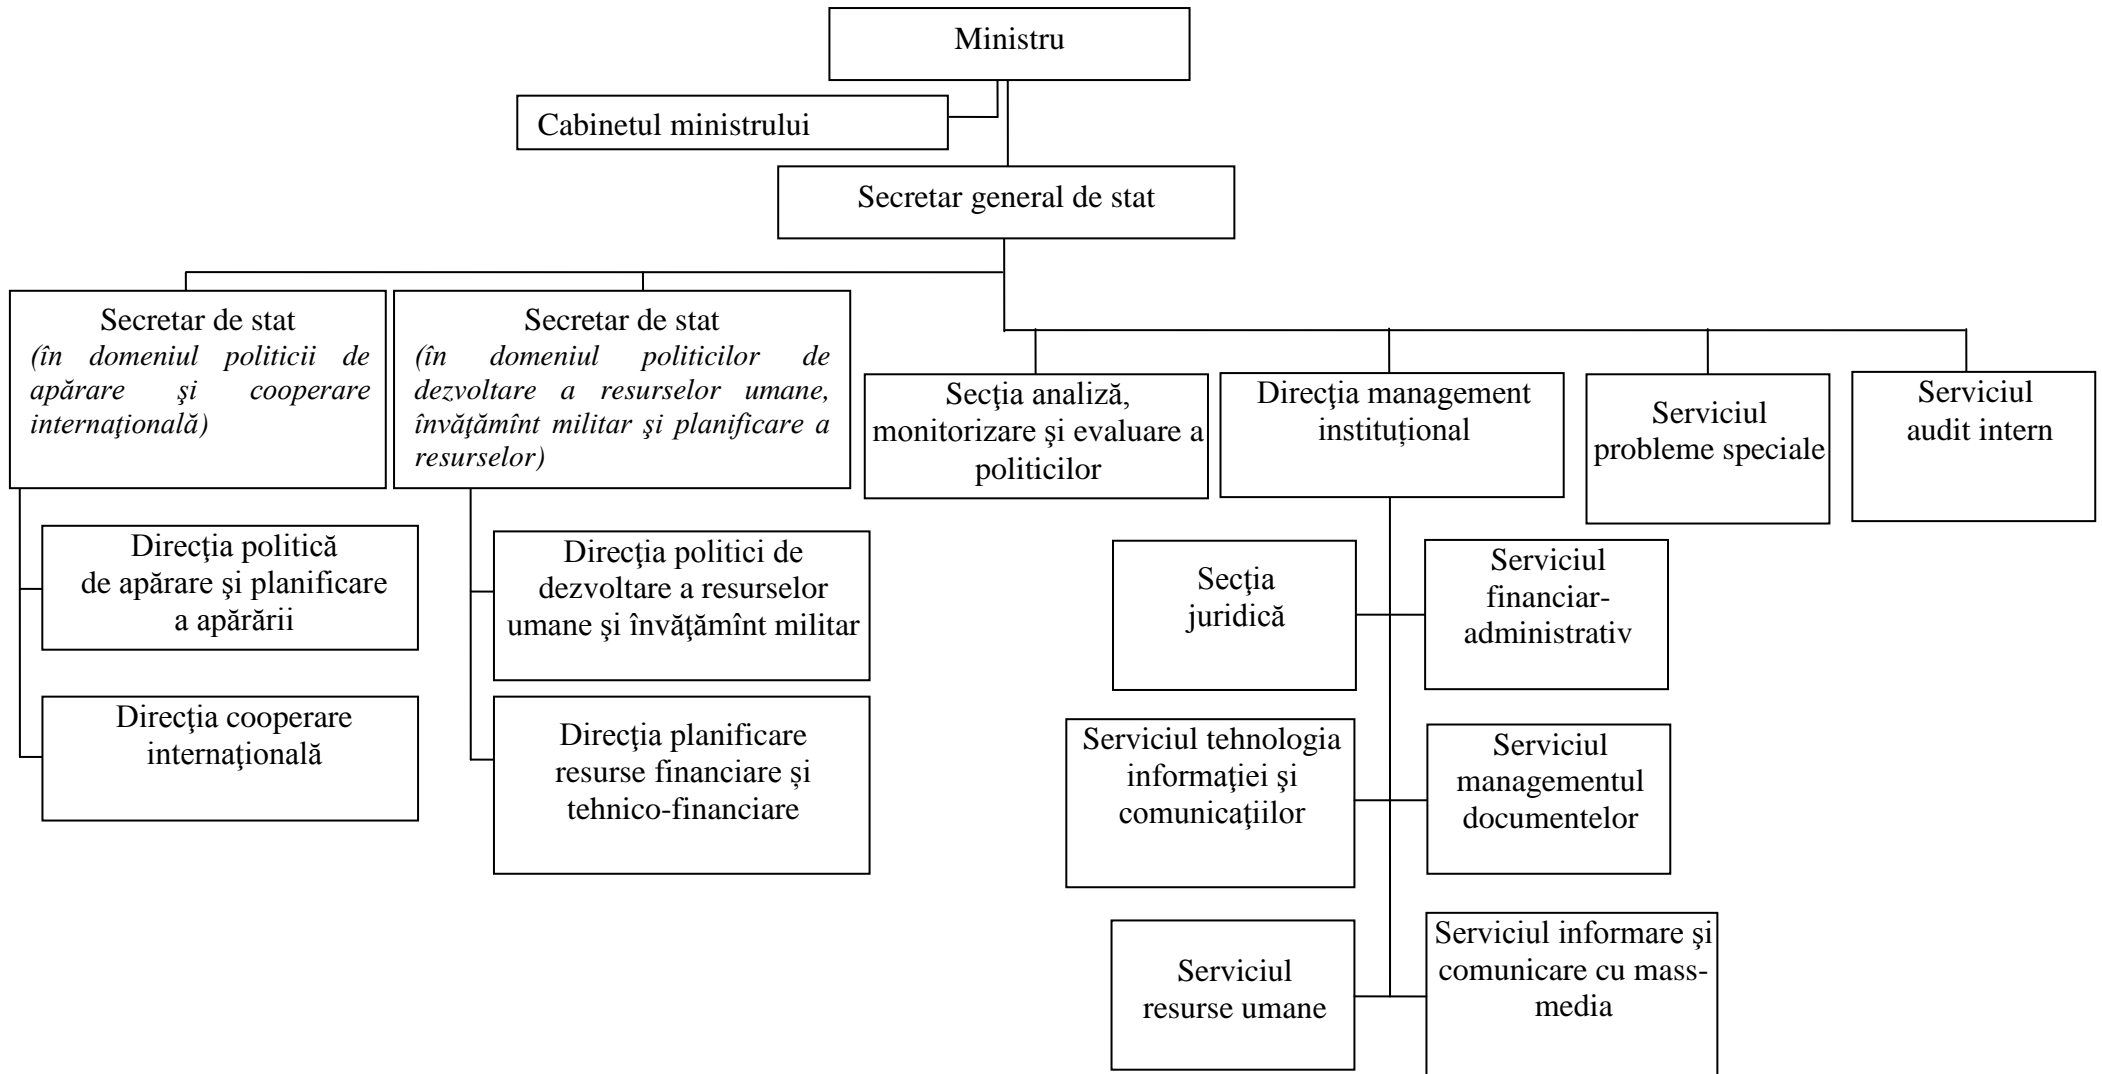 Ministru
Cabinetul ministrului
Secretar general de stat
Secretar de stat
(în domeniul politicii de
apărare şi cooperare
internaţională)
Secretar de stat
(în domeniul politicilor de
dezvoltare a resurselor umane,
învăţămînt militar şi planificare a
resurselor)
Secţia analiză,
monitorizare şi evaluare a
politicilor
Direcţia management
instituțional
Serviciul
probleme speciale
Serviciul
audit intern
Direcţia politică
de apărare şi planificare
a apărării
Direcţia cooperare
internaţională
Direcţia politici de
dezvoltare a resurselor
umane şi învăţămînt militar
Direcţia planificare
resurse financiare și
tehnico-financiare
Secţia
juridică
Serviciul
financiar-
administrativ
Serviciul tehnologia
informaţiei şi
comunicaţiilor
Serviciul
managementul
documentelor
Serviciul
resurse umane
Serviciul informare şi
comunicare cu mass-
media